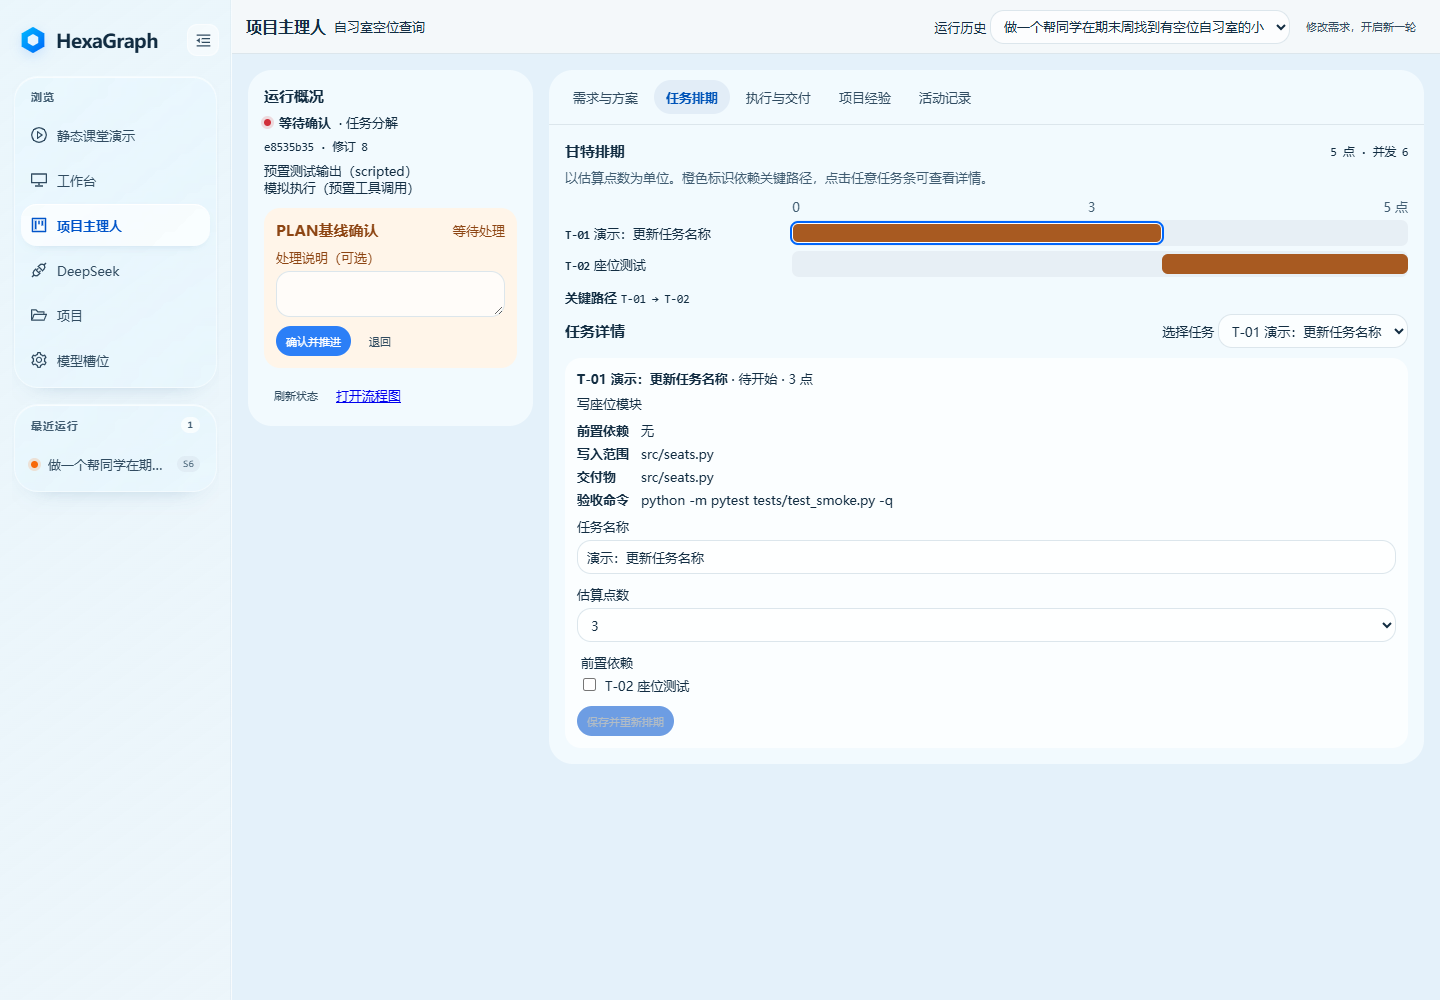 HexaGraph
浏览
静态课堂演示
工作台
项目主理人
DeepSeek
项目
模型槽位
最近运行 1
做一个帮同学在期... S6
项目主理人 自习室空位查询
运行历史 做一个帮同学在期末周找到有空位自习室的小 修改需求，开启新一轮
运行概况
等待确认 · 任务分解
e8535b35 · 修订 8
预置测试输出（scripted）
模拟执行（预置工具调用）
PLAN基线确认 等待处理
处理说明（可选）
确认并推进 退回
刷新状态 打开流程图
需求与方案 任务排期 执行与交付 项目经验 活动记录
甘特排期 5 点 · 并发 6
以估算点数为单位。橙色标识依赖关键路径，点击任意任务条可查看详情。
0 3 5 点
T-01 演示：更新任务名称
T-02 座位测试
关键路径 T-01 → T-02
任务详情 选择任务 T-01 演示：更新任务名称
T-01 演示：更新任务名称 · 待开始 · 3 点
写座位模块
前置依赖 无
写入范围 src/seats.py
交付物 src/seats.py
验收命令 python -m pytest tests/test_smoke.py -q
任务名称
演示：更新任务名称
估算点数
3
前置依赖
T-02 座位测试
保存并重新排期